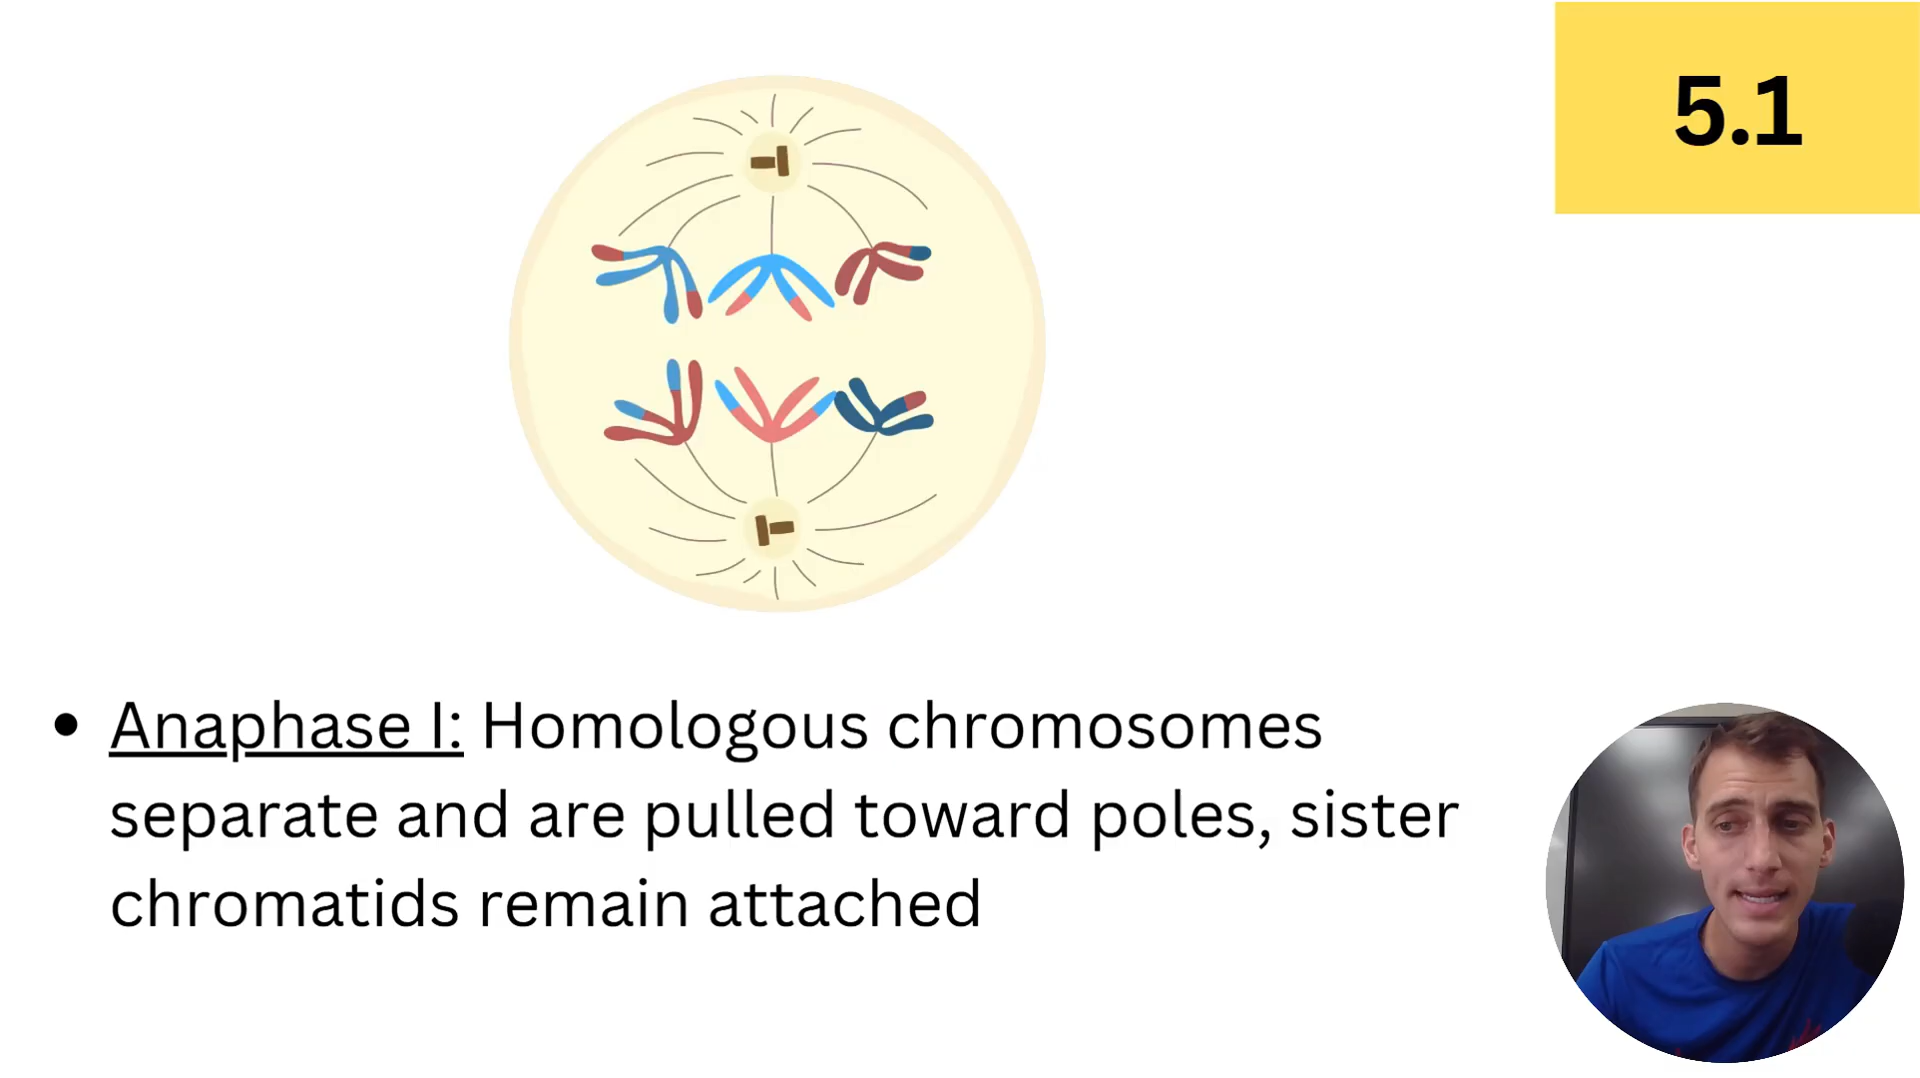 5.1
• Anaphase I: Homologous chromosomes
separate and are pulled toward poles, sister
chromatids remain attached